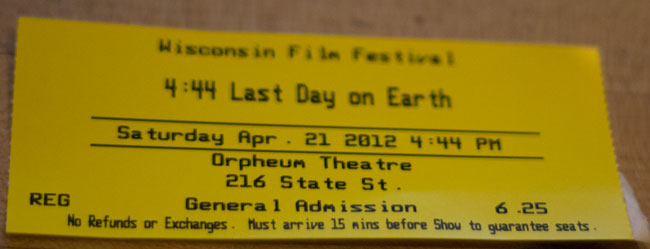 Wisconsin Film Festival
4:44 Last Day on Earth
Saturday Apr. 21 2012 4:44 PM
Orpheum Theatre
216 State St.
REG General Admission 6.25
No Refunds or Exchanges. Must arrive 15 mins before Show to guarantee seats.